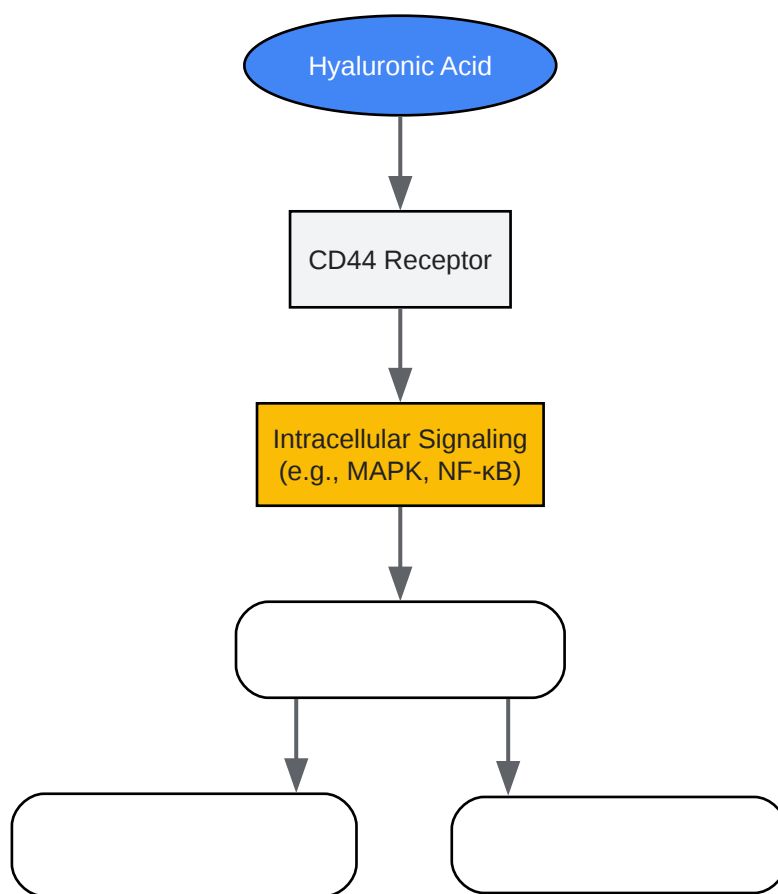 Hyaluronic Acid
CD44 Receptor
Intracellular Signaling
(e.g., MAPK, NF-κB)